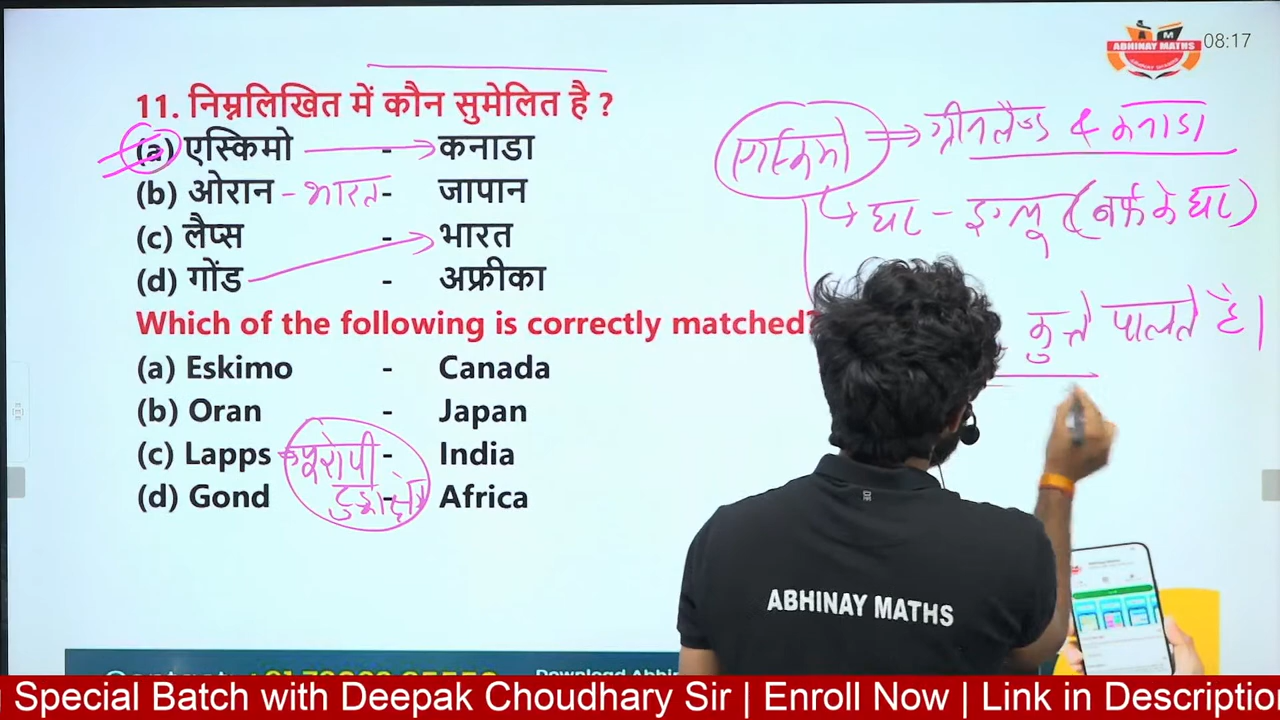 ABHINAY MATHS
08:17
11. निम्नलिखित में कौन सुमेलित है ?
(a) एस्किमो - कनाडा
(b) ओरान - भारत - जापान
(c) लैप्स - भारत
(d) गोंड - अफ्रीका
Which of the following is correctly matched?
(a) Eskimo - Canada
(b) Oran - Japan
(c) Lapps - India
(d) Gond - Africa
एस्किमो → ग्रीनलैण्ड & कनाडा
घर - इग्लू (बर्फ के घर)
कुत्ते पालते है।
ABHINAY MATHS
Special Batch with Deepak Choudhary Sir | Enroll Now | Link in Description